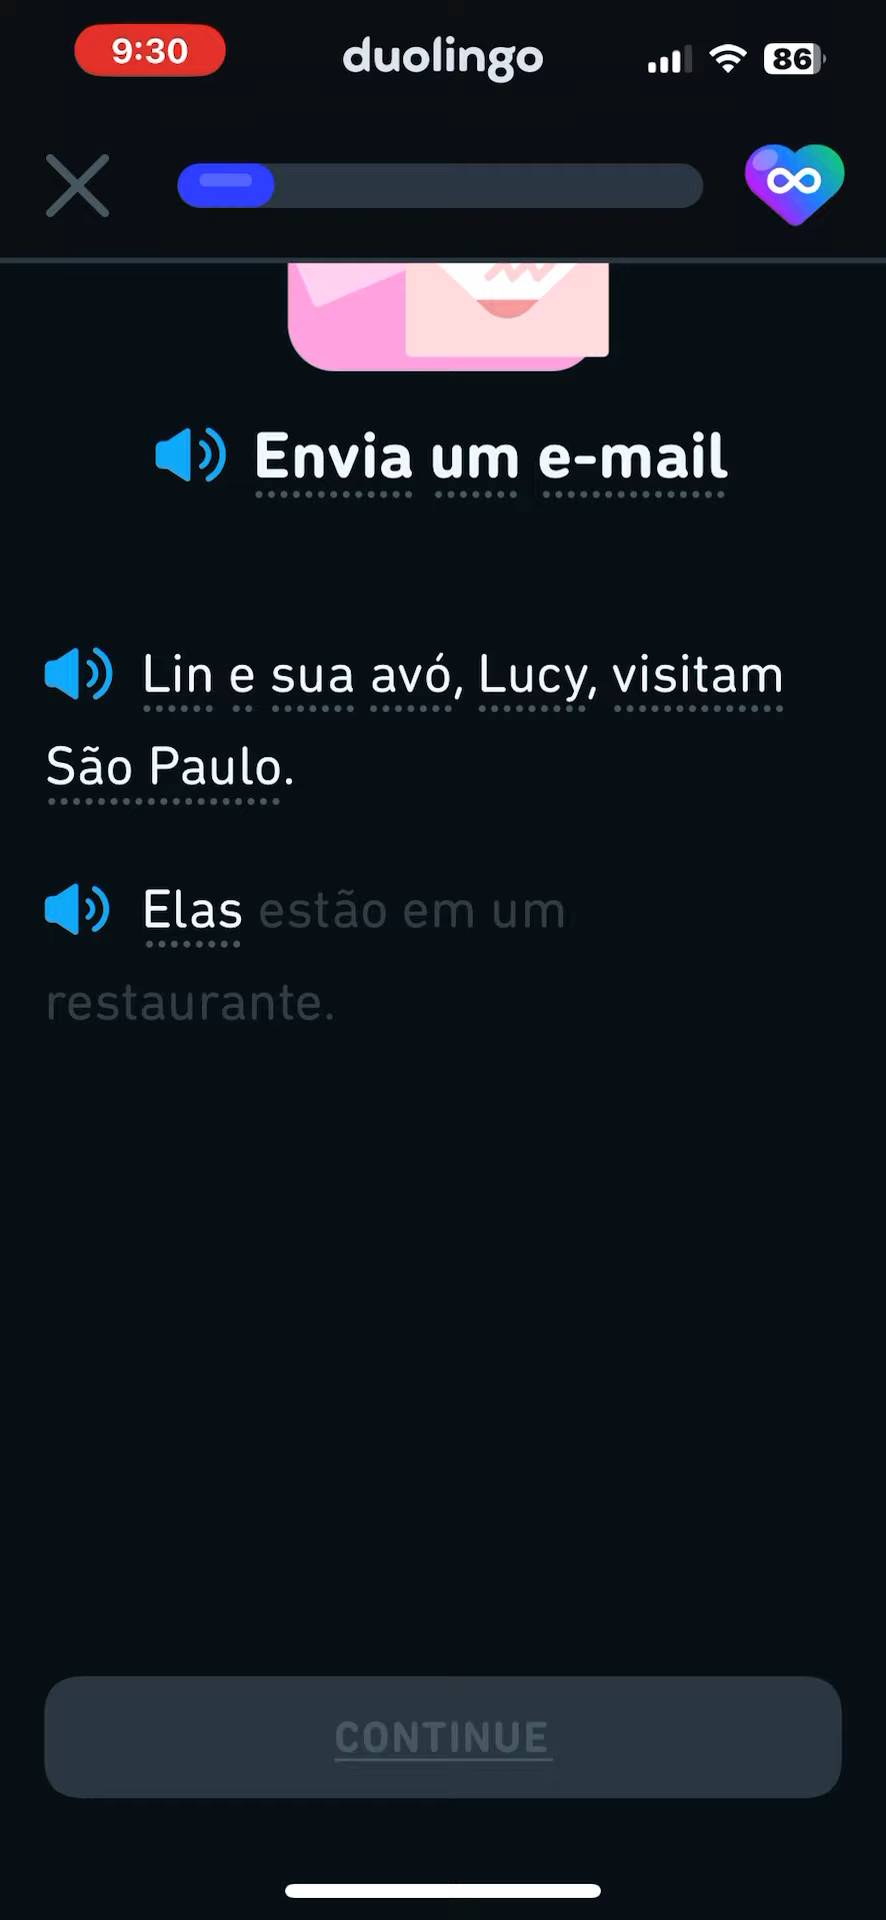 9:30
duolingo
86
Envia um e-mail
Lin e sua avó, Lucy, visitam
São Paulo.
Elas estão em um
restaurante.
CONTINUE